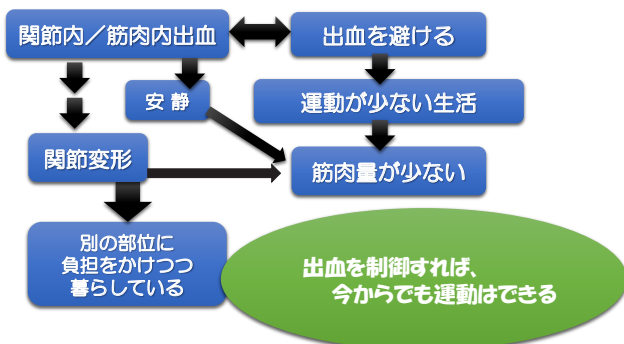 関節内／筋肉内出血
出血を避ける
安 静
運動が少ない生活
関節変形
筋肉量が少ない
別の部位に
負担をかけつつ
暮らしている
出血を制御すれば、
今からでも運動はできる